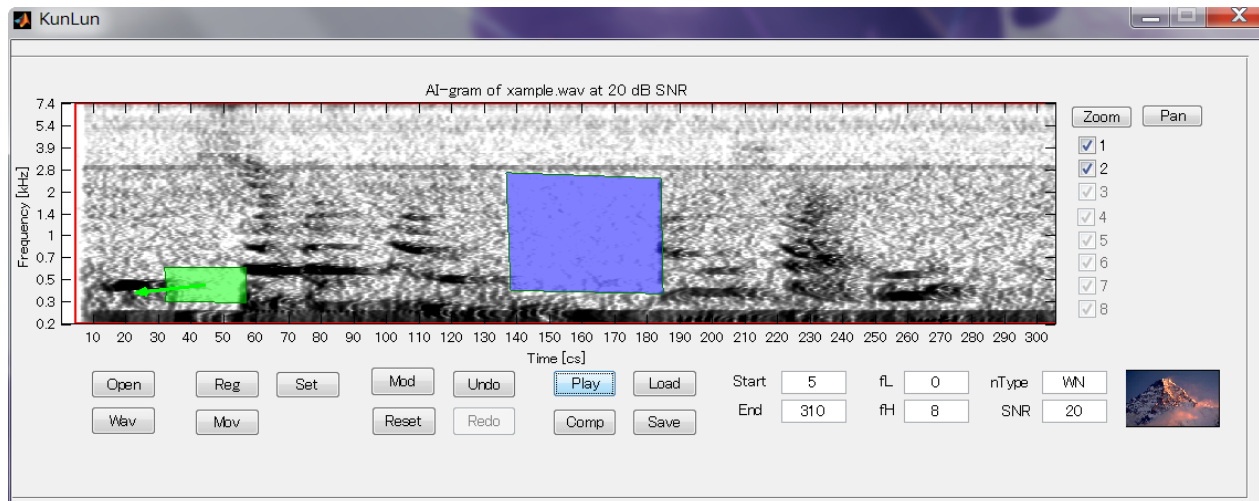 KunLun
AI-gram of xample.wav at 20 dB SNR
7.4
5.4
3.9
2.8
2
1.4
1
0.7
0.5
0.3
0.2
Frequency [kHz]
10 20 30 40 50 60 70 80 90 100 110 120 130 140 150 160 170 180 190 200 210 220 230 240 250 260 270 280 290 300
Time [cs]
Zoom Pan
1
2
3
4
5
6
7
8
Open Reg Set Mod Undo Play Load Start 5 fL 0 nType WN
Wav Mov Reset Redo Comp Save End 310 fH 8 SNR 20